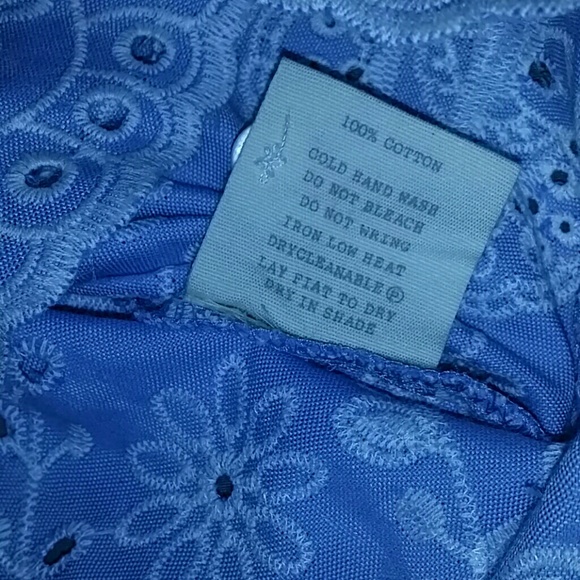 100% COTTON
COLD HAND WASH
DO NOT BLEACH
DO NOT WRING
IRON LOW HEAT
DRYCLEANABLE Ⓟ
LAY FIAT TO DRY
DRY IN SHADE